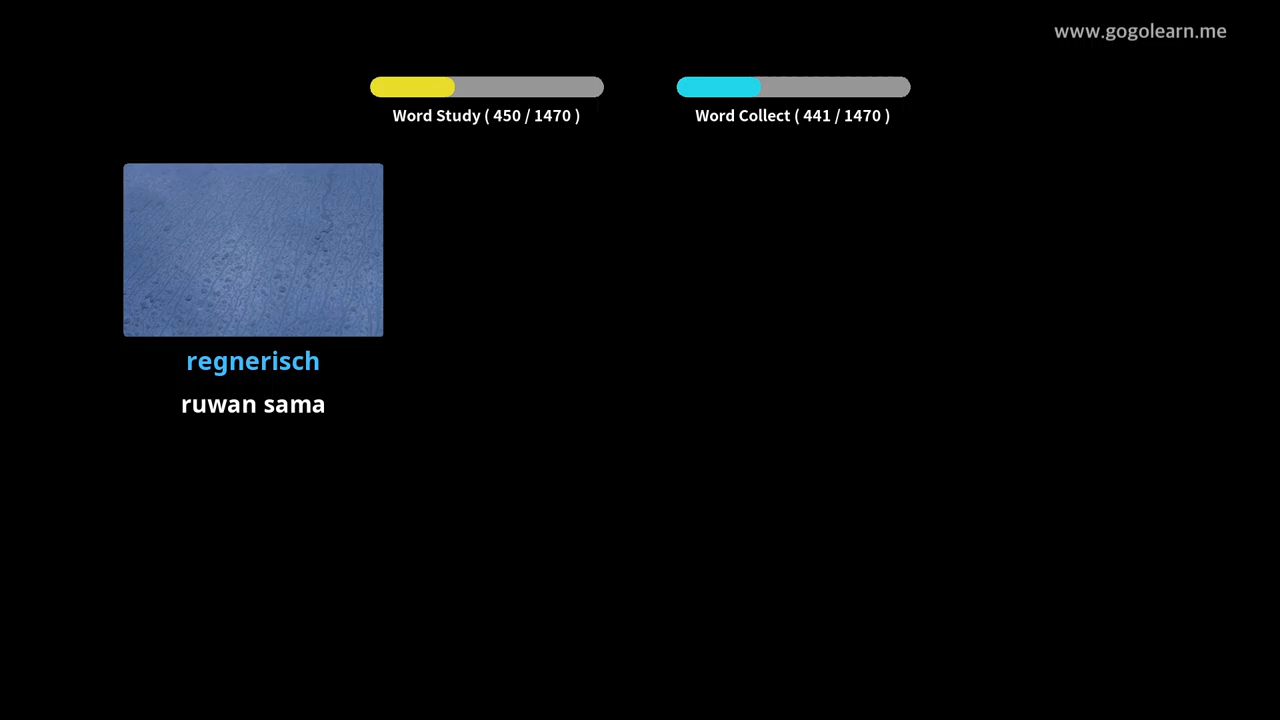 www.gogolearn.me
Word Study ( 450 / 1470 )
Word Collect ( 441 / 1470 )
regnerisch
ruwan sama